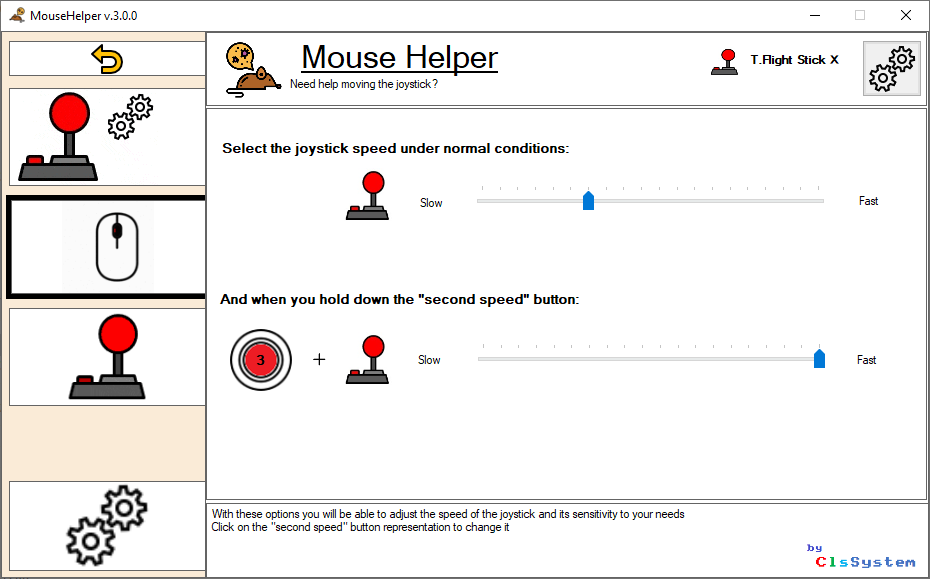 MouseHelper v.3.0.0
Mouse Helper
Need help moving the joystick?
T.Flight Stick X
Select the joystick speed under normal conditions:
Slow
Fast
And when you hold down the "second speed" button:
3
+
Slow
Fast
With these options you will be able to adjust the speed of the joystick and its sensitivity to your needs
Click on the "second speed" button representation to change it
by
ClsSystem